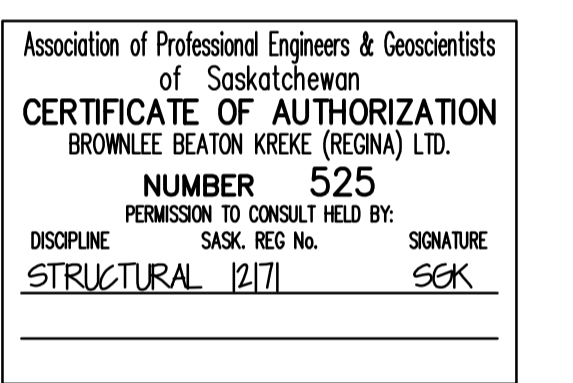 Association of Professional Engineers & Geoscientists
of Saskatchewan
CERTIFICATE OF AUTHORIZATION
BROWNLEE BEATON KREKE (REGINA) LTD.
NUMBER 525
PERMISSION TO CONSULT HELD BY:
DISCIPLINE SASK. REG No. SIGNATURE
STRUCTURAL 12171 SGK